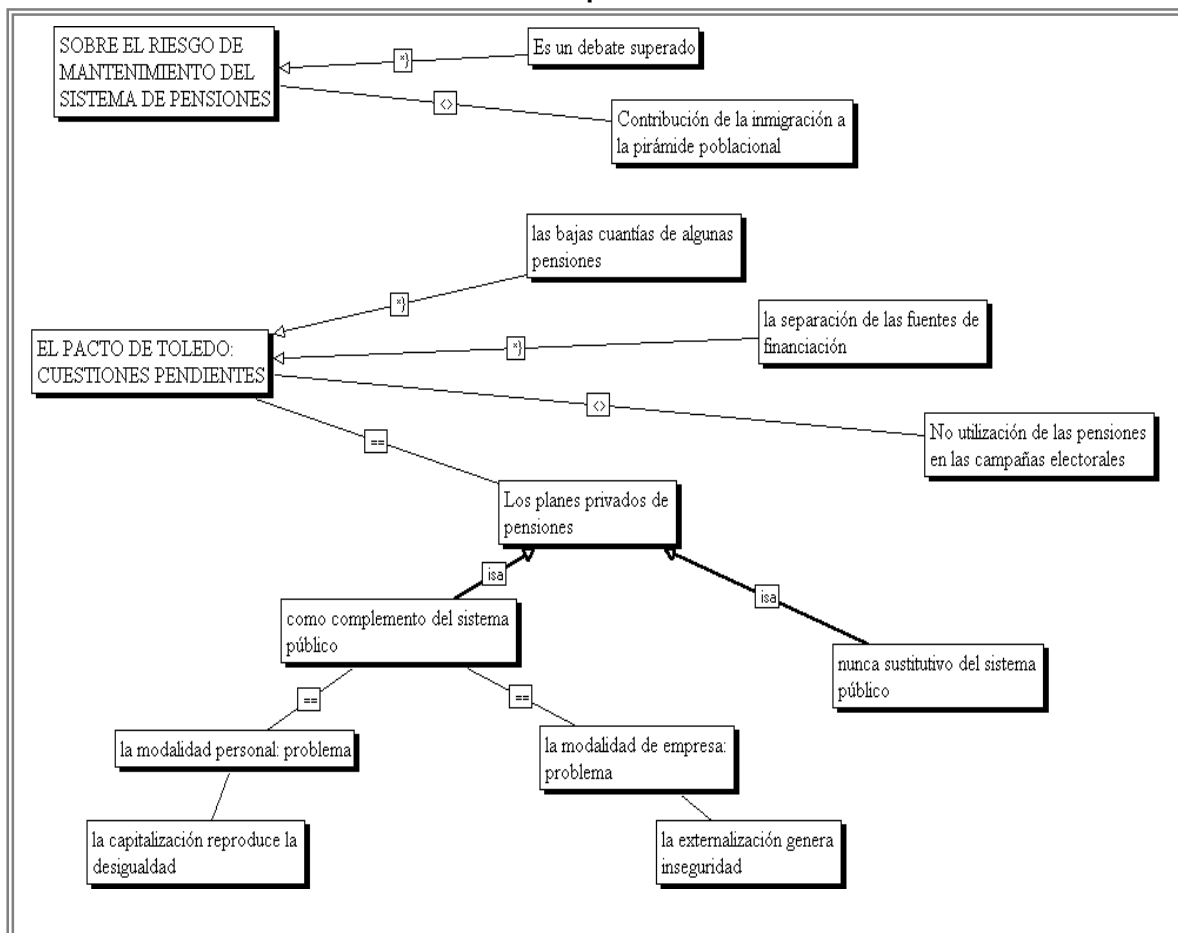 SOBRE EL RIESGO DE
MANTENIMIENTO DEL
SISTEMA DE PENSIONES
*}
Es un debate superado
<>
Contribución de la inmigración a
la pirámide poblacional
las bajas cuantías de algunas
pensiones
*}
la separación de las fuentes de
financiación
*}
EL PACTO DE TOLEDO:
CUESTIONES PENDIENTES
<>
No utilización de las pensiones
en las campañas electorales
==
Los planes privados de
pensiones
isa
isa
como complemento del sistema
público
nunca sustitutivo del sistema
público
==
==
la modalidad personal: problema
la modalidad de empresa:
problema
la capitalización reproduce la
desigualdad
la externalización genera
inseguridad